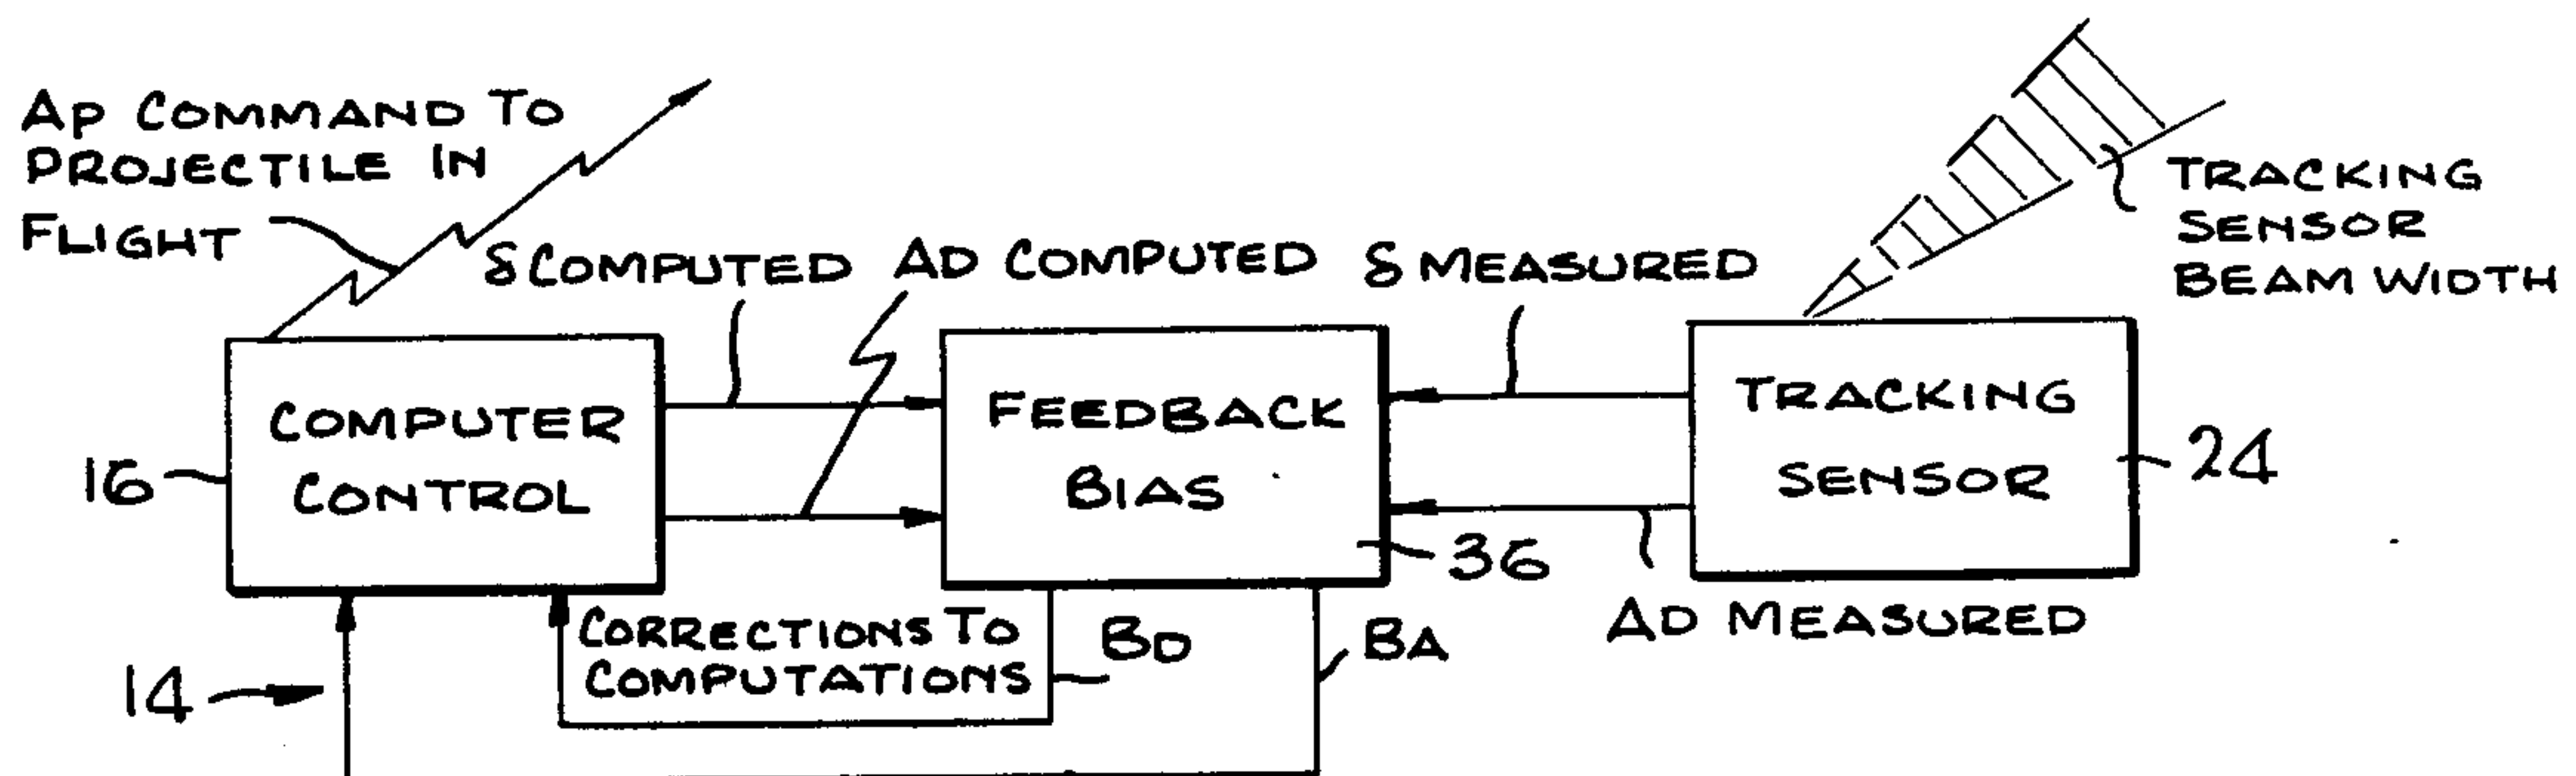 AP COMMAND TO
PROJECTILE IN
FLIGHT
δ COMPUTED
AD COMPUTED
δ MEASURED
TRACKING
SENSOR
BEAM WIDTH
COMPUTER
CONTROL
FEEDBACK
BIAS
TRACKING
SENSOR
16
24
36
CORRECTIONS TO
COMPUTATIONS
BD
BA
AD MEASURED
14